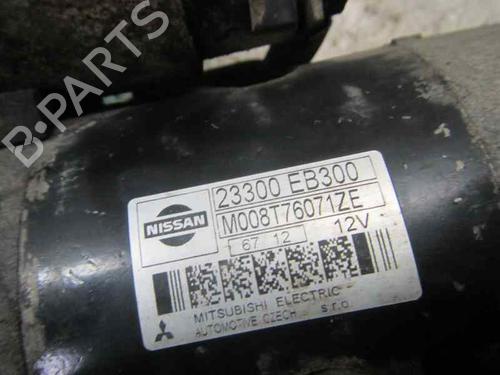 B-PARTS
NISSAN
23300 EB300
M008T76071ZE
67 12 12V
MITSUBISHI ELECTRIC
AUTOMOTIVE CZECH s.r.o.